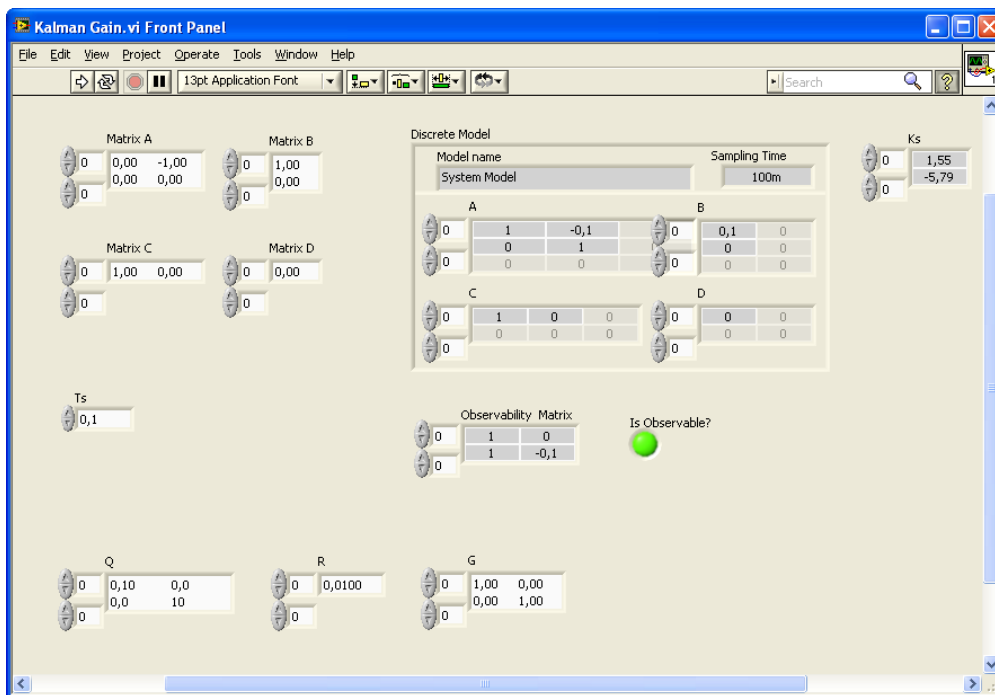 Kalman Gain.vi Front Panel
File Edit View Project Operate Tools Window Help
13pt Application Font
Search
1
Matrix A
0 0,00 -1,00
0,00 0,00
0
Matrix B
0 1,00
0,00
0
Matrix C
0 1,00 0,00
0
Matrix D
0 0,00
0
Discrete Model
Model name
System Model
Sampling Time
100m
A
0 1 -0,1
0 1
0 0 0
B
0 0,1 0
0 0
0 0 0
C
0 1 0 0
0 0 0
0
D
0 0 0
0 0
0
Ks
0 1,55
-5,79
0
Ts
0,1
Observability Matrix
0 1 0
1 -0,1
0
Is Observable?
Q
0 0,10 0,0
0,0 10
0
R
0 0,0100
0
G
0 1,00 0,00
0,00 1,00
0